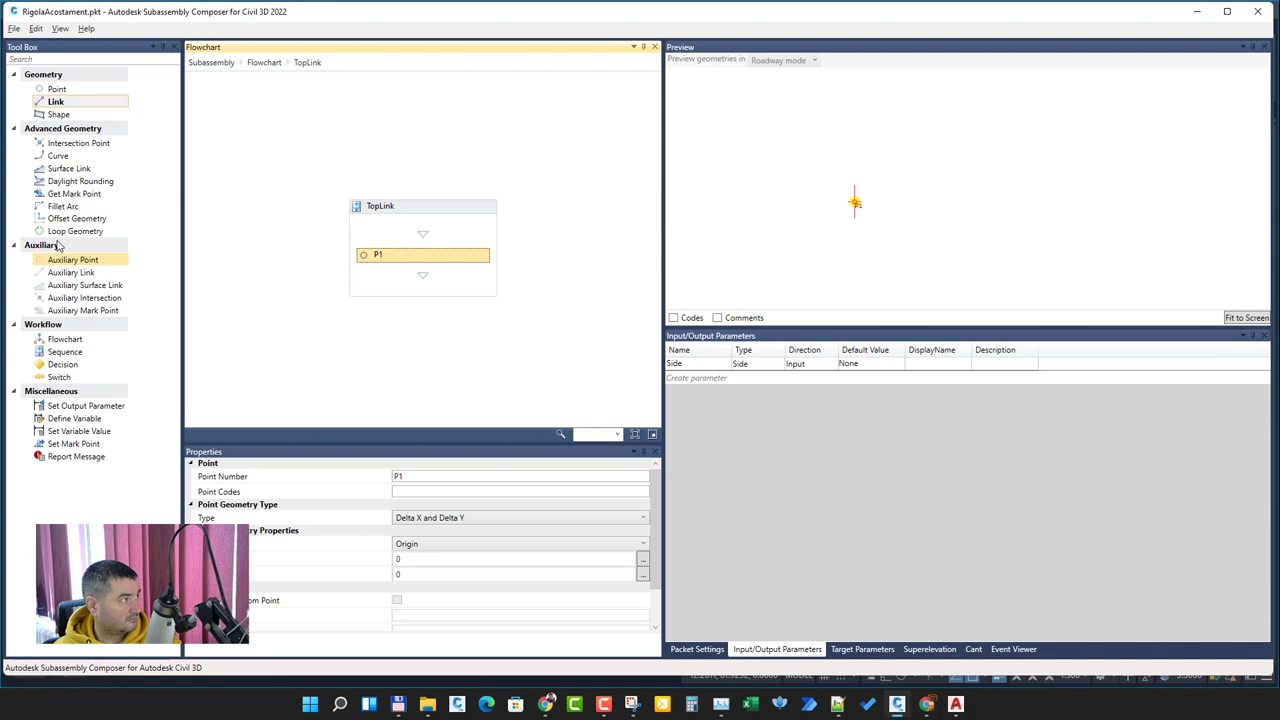 RigolaAcostament.pkt - Autodesk Subassembly Composer for Civil 3D 2022
File Edit View Help
Tool Box
Search
Geometry
Point
Link
Shape
Advanced Geometry
Intersection Point
Curve
Surface Link
Daylight Rounding
Get Mark Point
Fillet Arc
Offset Geometry
Loop Geometry
Auxiliary
Auxiliary Point
Auxiliary Link
Auxiliary Surface Link
Auxiliary Intersection
Auxiliary Mark Point
Workflow
Flowchart
Sequence
Decision
Switch
Miscellaneous
Set Output Parameter
Define Variable
Set Variable Value
Set Mark Point
Report Message
Flowchart
Subassembly > Flowchart > TopLink
TopLink
P1
Properties
Point
Point Number P1
Point Codes
Point Geometry Type
Type Delta X and Delta Y
Origin
0
0
Preview
Preview geometries in Roadway mode
P1
Codes Comments Fit to Screen
Input/Output Parameters
Name Type Direction Default Value DisplayName Description
Side Side Input None
Create parameter
Packet Settings Input/Output Parameters Target Parameters Superelevation Cant Event Viewer
Autodesk Subassembly Composer for Autodesk Civil 3D
MODEL